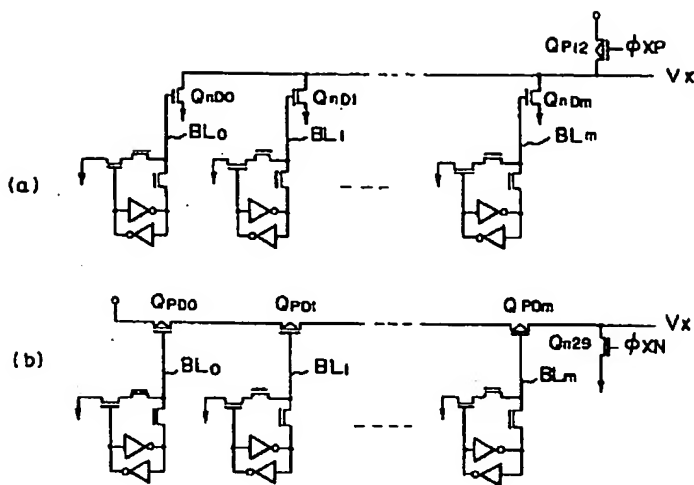 QP12 ϕXP
Vx
QnD0 QnD1 QnDm
BL0 BL1 BLm
(a)
QPD0 QPD1 QPDm
Vx
Qn29 ϕXN
(b)
BL0 BL1 BLm